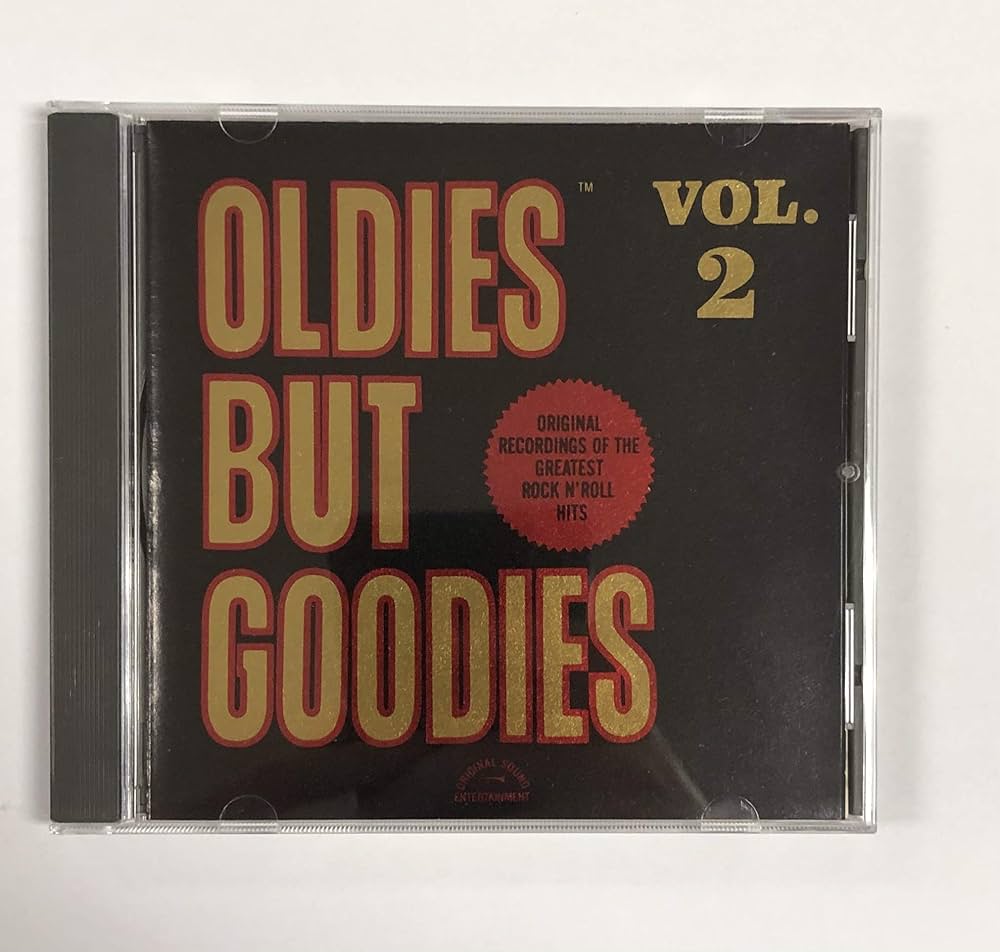 OLDIES™
BUT
GOODIES
VOL.
2
ORIGINAL
RECORDINGS OF THE
GREATEST
ROCK N' ROLL
HITS
ORIGINAL SOUND
ENTERTAINMENT